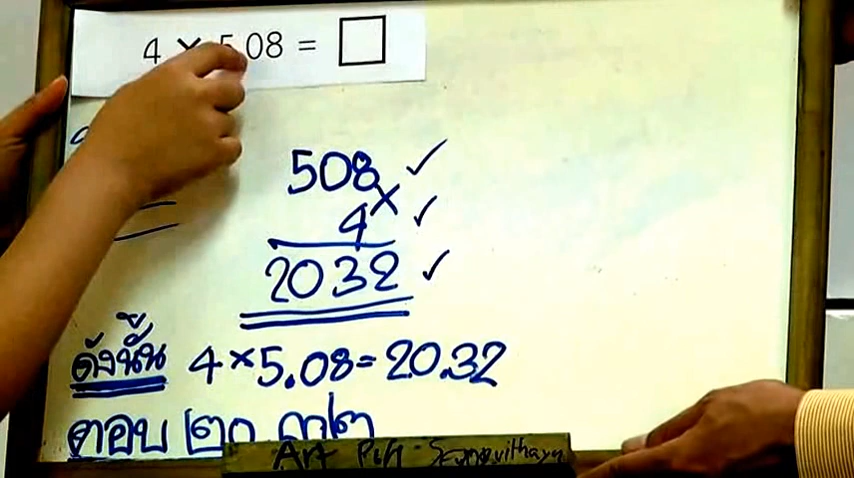 4 × 5.08 =
508
× 4
2032
ดังนั้น 4 × 5.08 = 20.32
ตอบ ๒๐.๓๒